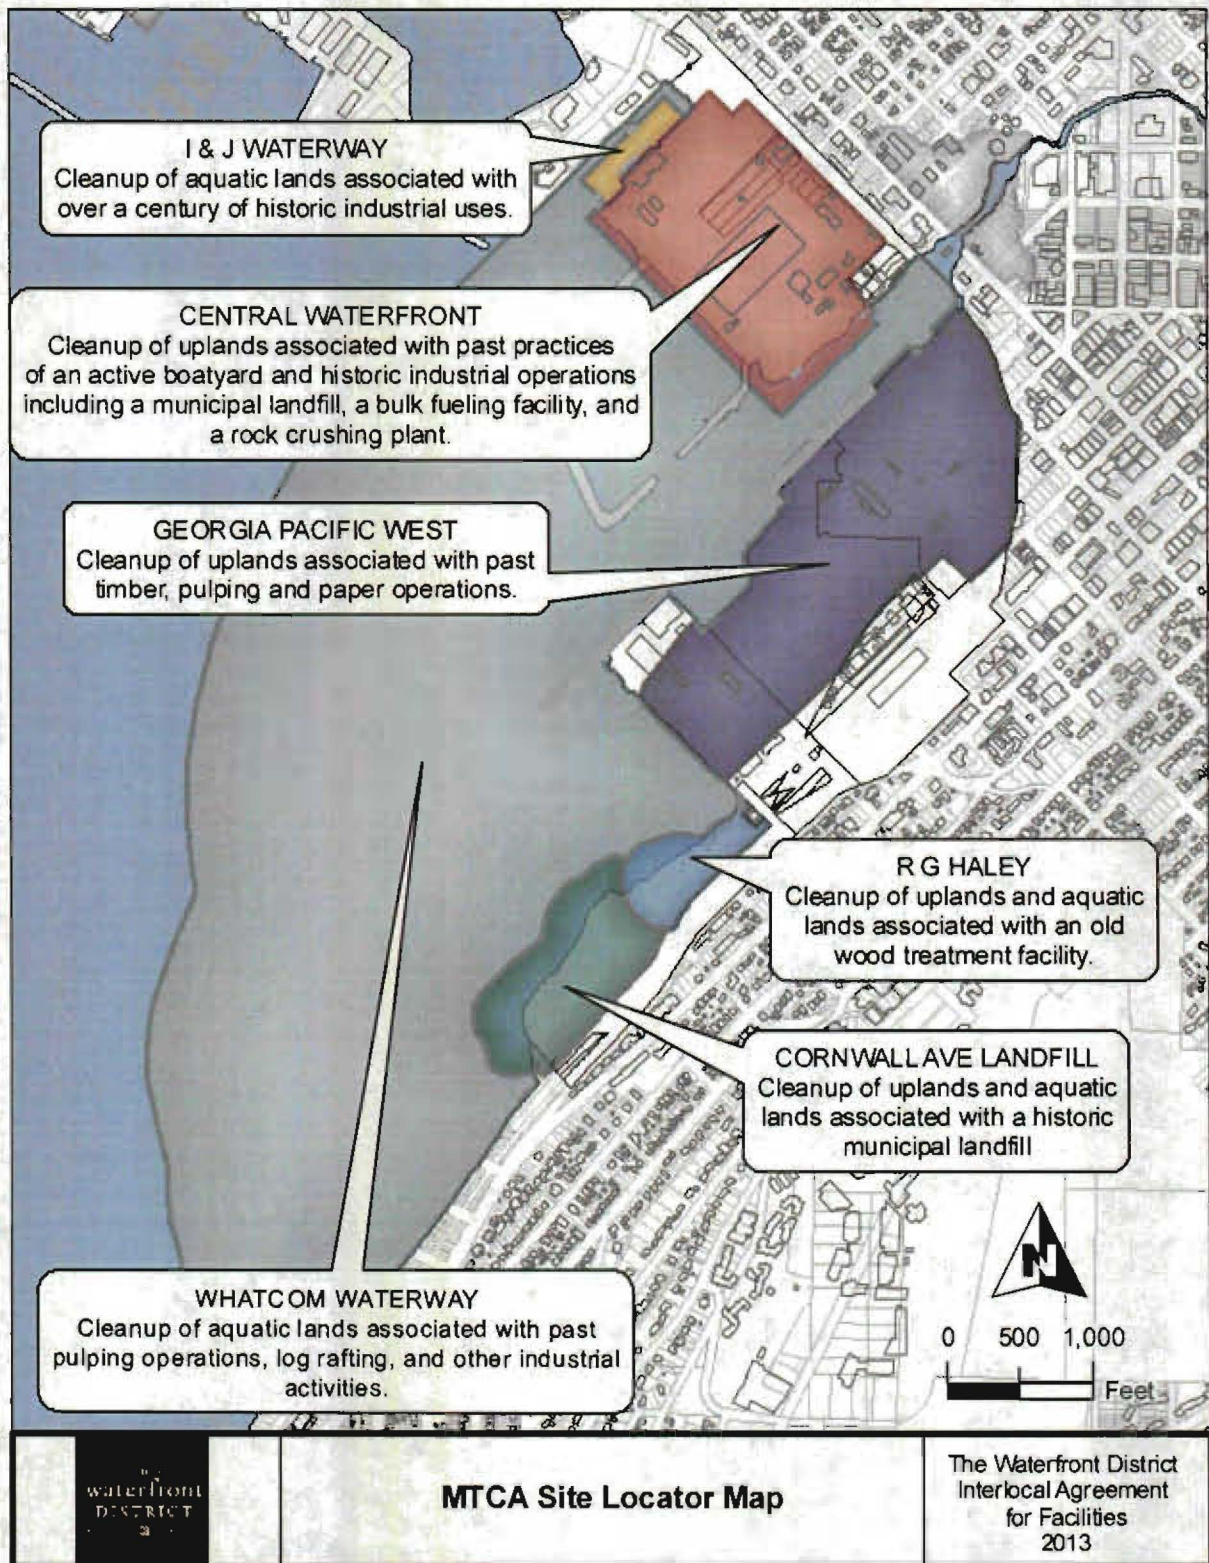 I & J WATERWAY
Cleanup of aquatic lands associated with
over a century of historic industrial uses.
CENTRAL WATERFRONT
Cleanup of uplands associated with past practices
of an active boatyard and historic industrial operations
including a municipal landfill, a bulk fueling facility, and
a rock crushing plant.
GEORGIA PACIFIC WEST
Cleanup of uplands associated with past
timber, pulping and paper operations.
R G HALEY
Cleanup of uplands and aquatic
lands associated with an old
wood treatment facility.
CORNWALL AVE LANDFILL
Cleanup of uplands and aquatic
lands associated with a historic
municipal landfill
WHATCOM WATERWAY
Cleanup of aquatic lands associated with past
pulping operations, log rafting, and other industrial
activities.
N
0 500 1,000
Feet
waterfront
DISTRICT
MTCA Site Locator Map
The Waterfront District
Interlocal Agreement
for Facilities
2013